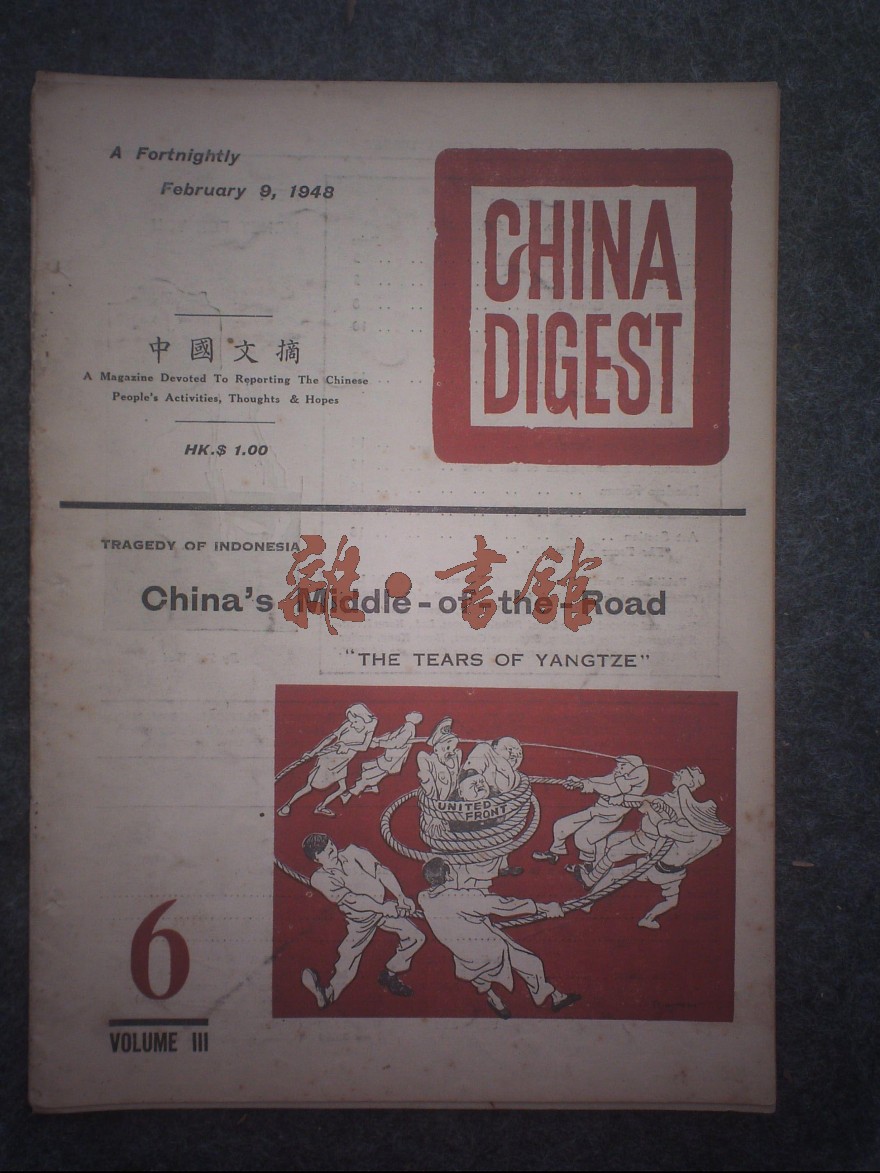 A Fortnightly
February 9, 1948
CHINA
DIGEST
中國文摘
A Magazine Devoted To Reporting The Chinese
People's Activities, Thoughts & Hopes
HK.$ 1.00
TRAGEDY OF INDONESIA
China's Middle-of-the-Road
雜·書館
"THE TEARS OF YANGTZE"
UNITED
FRONT
6
VOLUME III